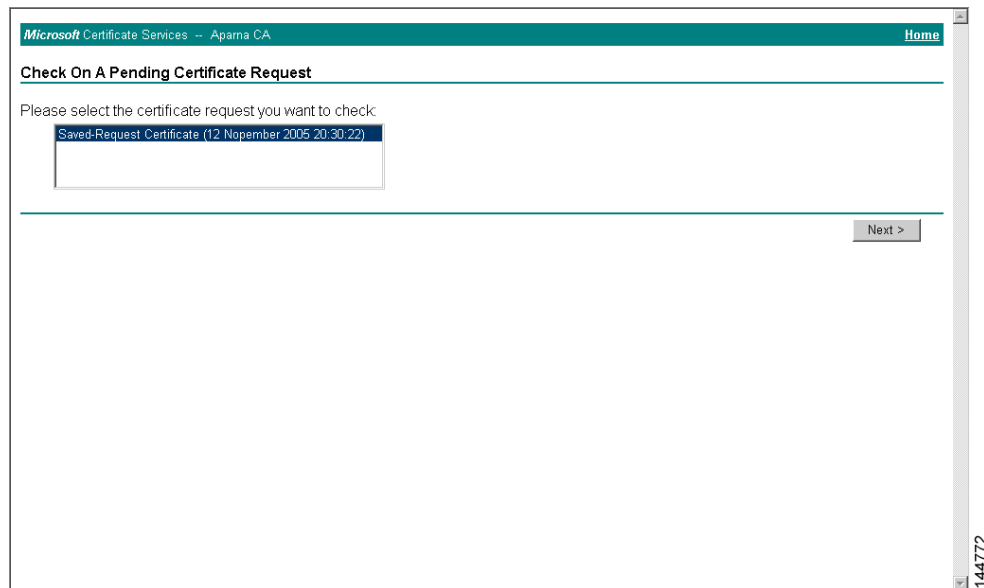 Microsoft Certificate Services -- Aparna CA Home
Check On A Pending Certificate Request
Please select the certificate request you want to check:
Saved-Request Certificate (12 Nopember 2005 20:30:22)
Next >
144772